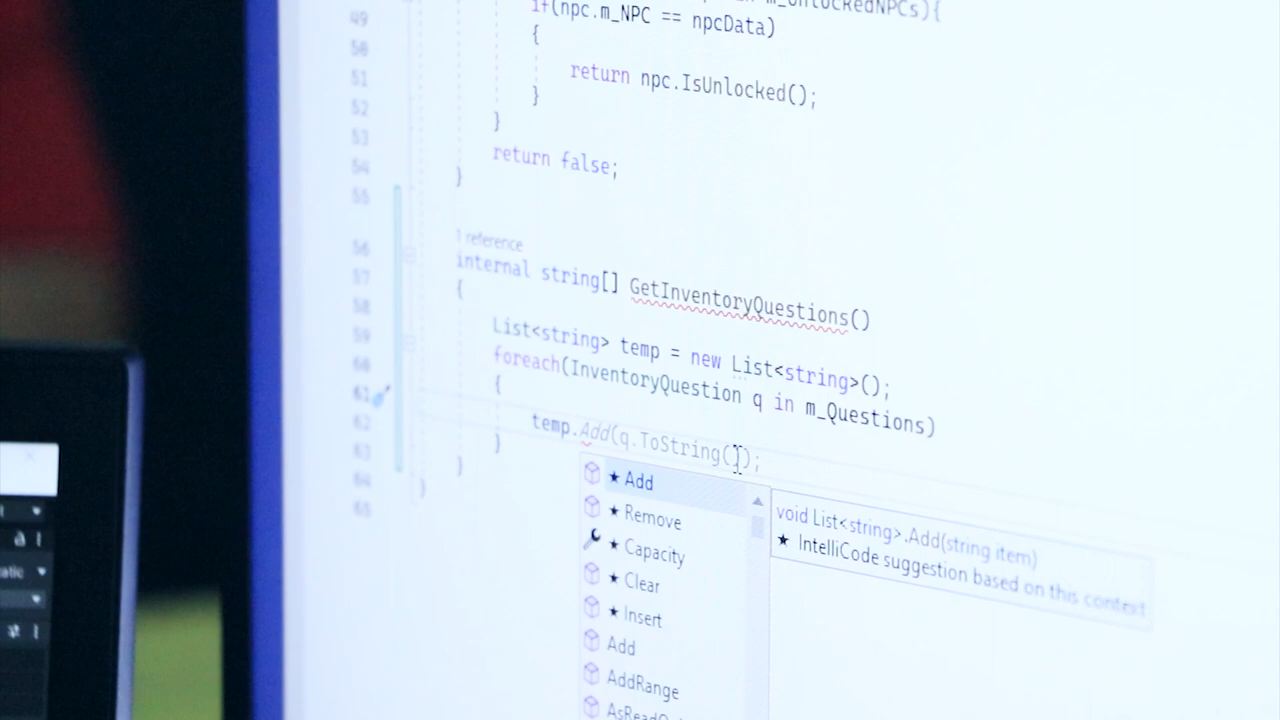 m_UnlockedNPCs){
49 if(npc.m_NPC == npcData)
50 {
51 return npc.IsUnlocked();
52 }
53 }
54 return false;
55 }
1 reference
56 internal string[] GetInventoryQuestions()
57 {
58 List<string> temp = new List<string>();
59 foreach(InventoryQuestion q in m_Questions)
60 {
61 temp.Add(q.ToString());
62 }
63 }
64 }
65
★ Add
★ Remove
★ Capacity
★ Clear
★ Insert
Add
AddRange
void List<string>.Add(string item)
★ IntelliCode suggestion based on this context